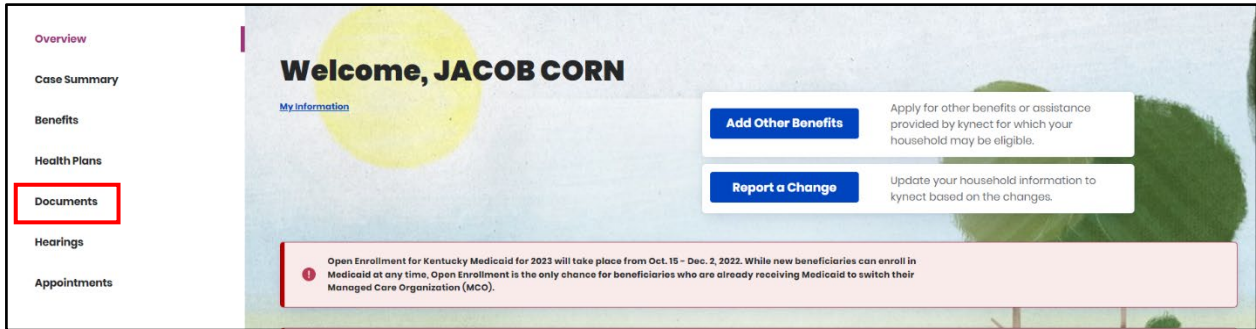 Overview
Case Summary
Benefits
Health Plans
Documents
Hearings
Appointments
Welcome, JACOB CORN
My Information
Add Other Benefits
Apply for other benefits or assistance
provided by kynect for which your
household may be eligible.
Report a Change
Update your household information to
kynect based on the changes.
Open Enrollment for Kentucky Medicaid for 2023 will take place from Oct. 15 - Dec. 2, 2022. While new beneficiaries can enroll in
Medicaid at any time, Open Enrollment is the only chance for beneficiaries who are already receiving Medicaid to switch their
Managed Care Organization (MCO).